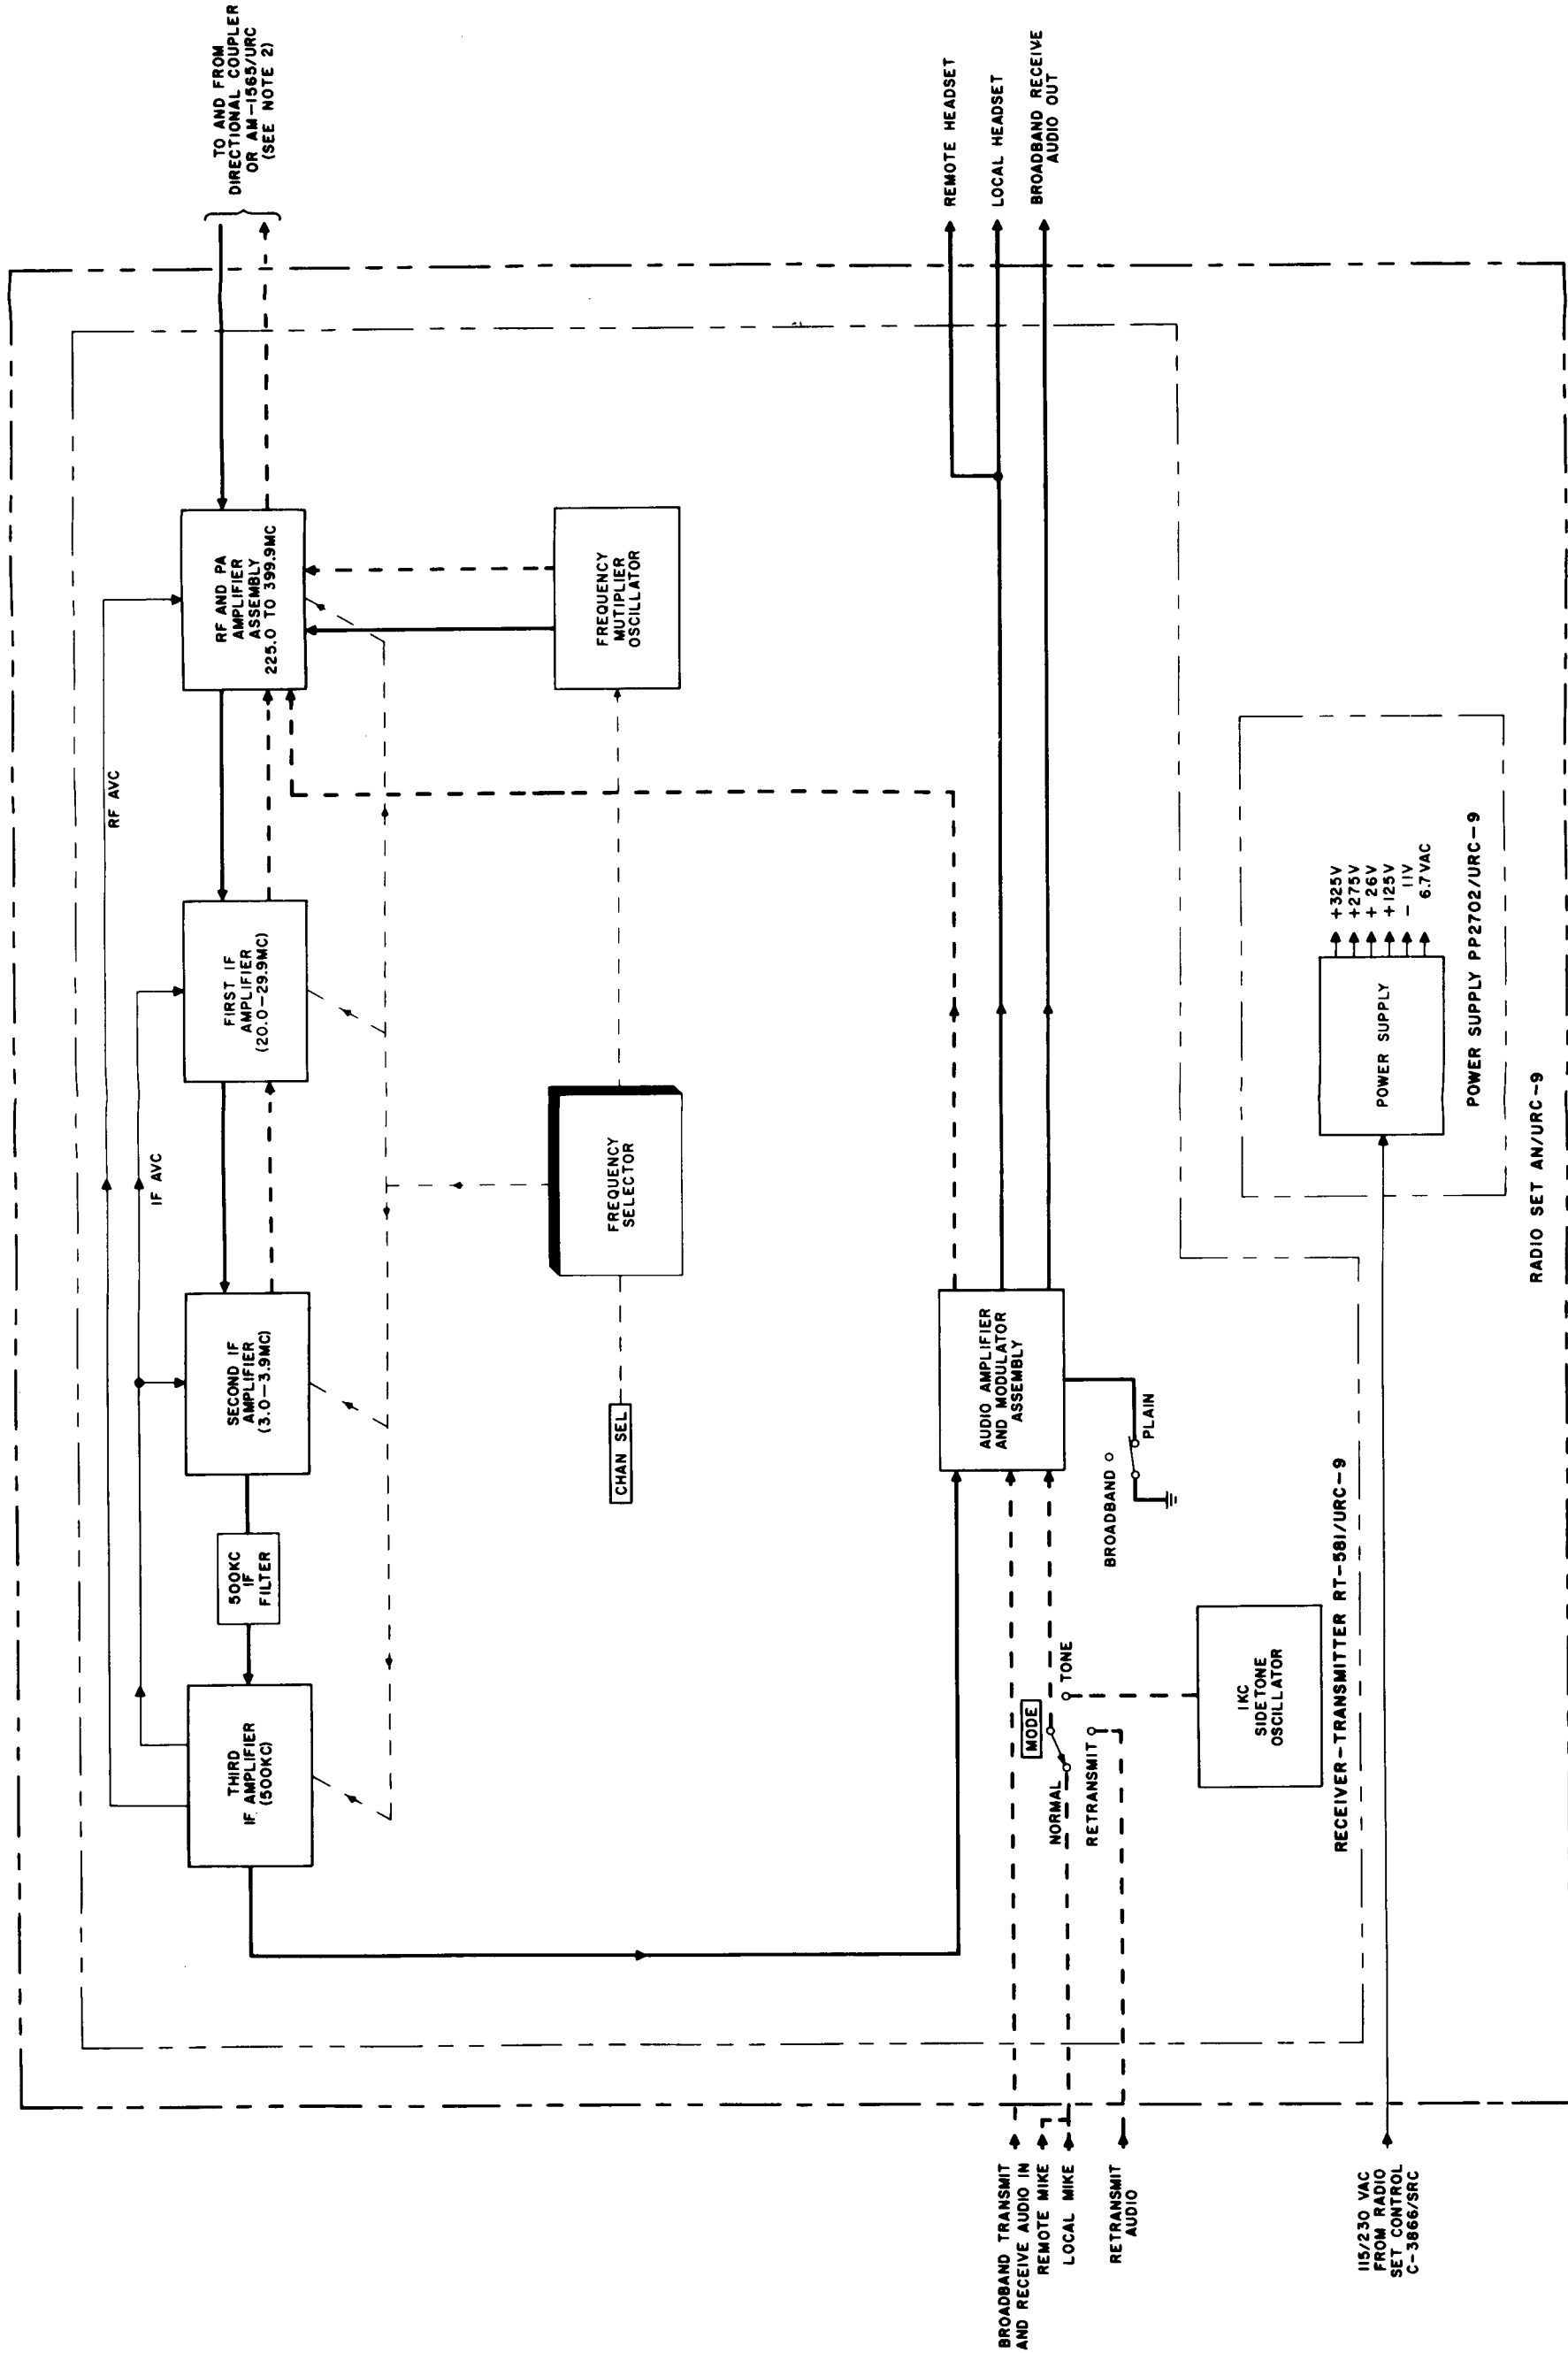 TO AND FROM
DIRECTIONAL COUPLER
OR AM-1565/URC
(SEE NOTE 2)
RF AVC
IF AVC
THIRD
IF AMPLIFIER
(500KC)
500KC
IF
FILTER
SECOND IF
AMPLIFIER
(3.0-3.9MC)
FIRST IF
AMPLIFIER
(20.0-29.9MC)
RF AND PA
AMPLIFIER
ASSEMBLY
225.0 TO 399.9MC
CHAN SEL
FREQUENCY
SELECTOR
FREQUENCY
MUTIPLIER
OSCILLATOR
REMOTE HEADSET
LOCAL HEADSET
BROADBAND RECEIVE
AUDIO OUT
AUDIO AMPLIFIER
AND MODULATOR
ASSEMBLY
BROADBAND TRANSMIT
AND RECEIVE AUDIO IN
REMOTE MIKE
LOCAL MIKE
RETRANSMIT
AUDIO
MODE
NORMAL
TONE
RETRANSMIT
BROADBAND
PLAIN
1KC
SIDETONE
OSCILLATOR
RECEIVER-TRANSMITTER RT-581/URC-9
POWER SUPPLY
+325V
+275V
+ 26V
+125V
- 11V
6.7VAC
POWER SUPPLY PP2702/URC-9
115/230 VAC
FROM RADIO
SET CONTROL
C-3866/SRC
RADIO SET AN/URC-9